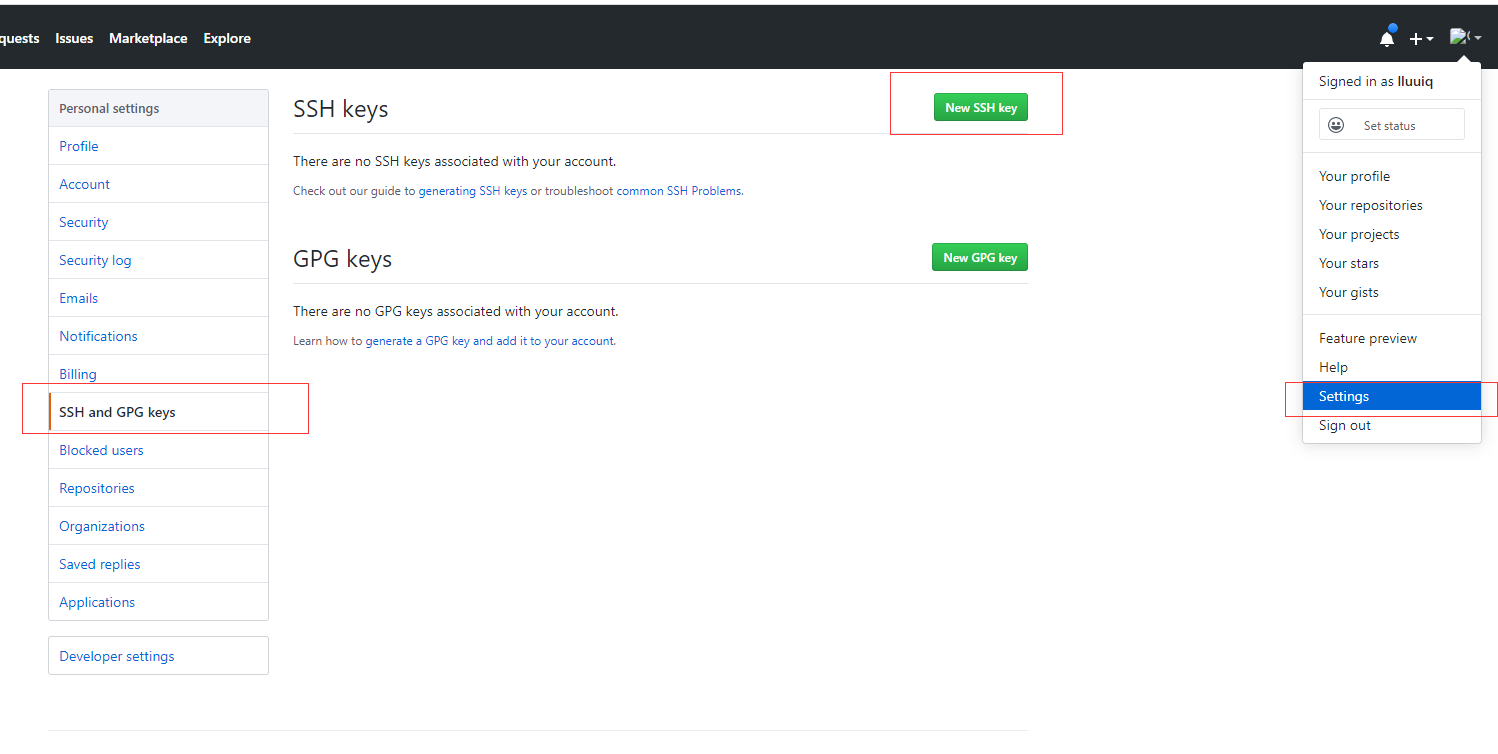 quests Issues Marketplace Explore
Signed in as lluuiq
Set status
Your profile
Your repositories
Your projects
Your stars
Your gists
Feature preview
Help
Settings
Sign out
Personal settings
Profile
Account
Security
Security log
Emails
Notifications
Billing
SSH and GPG keys
Blocked users
Repositories
Organizations
Saved replies
Applications
Developer settings
SSH keys
New SSH key
There are no SSH keys associated with your account.
Check out our guide to generating SSH keys or troubleshoot common SSH Problems.
GPG keys
New GPG key
There are no GPG keys associated with your account.
Learn how to generate a GPG key and add it to your account.